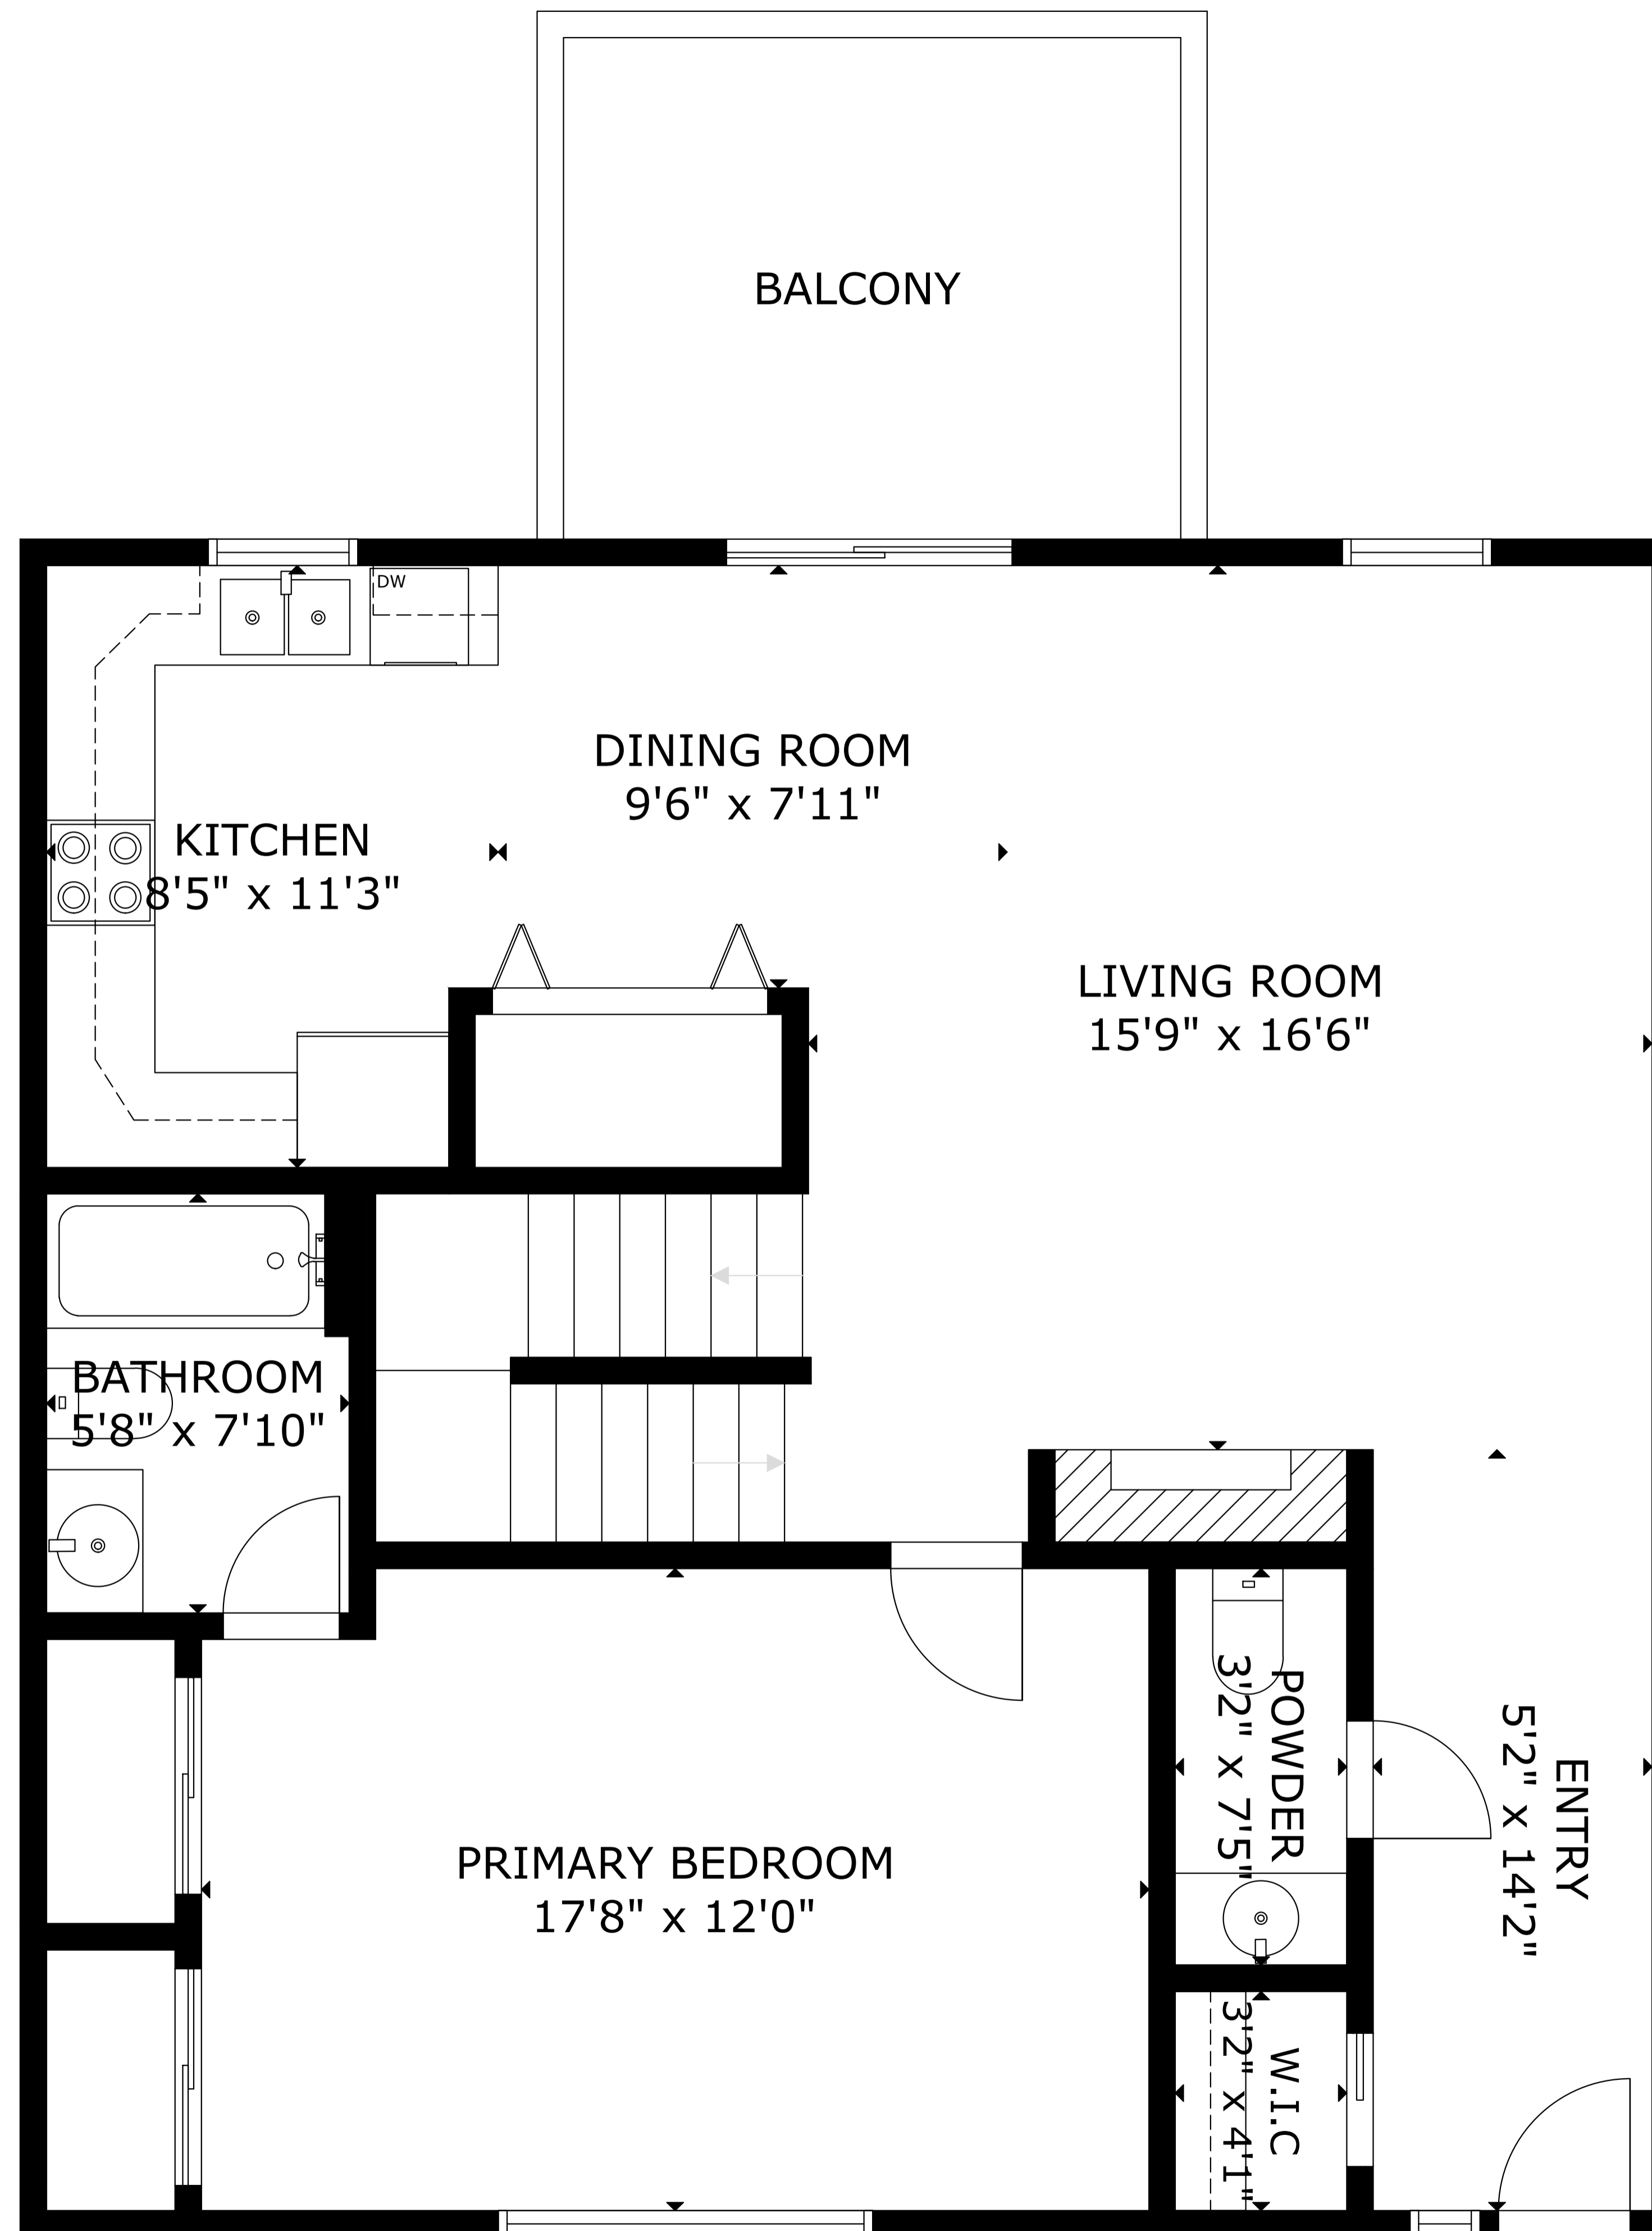 BALCONY
DW
DINING ROOM
9'6" x 7'11"
KITCHEN
8'5" x 11'3"
LIVING ROOM
15'9" x 16'6"
BATHROOM
5'8" x 7'10"
POWDER
3'2" x 7'5"
ENTRY
5'2" x 14'2"
PRIMARY BEDROOM
17'8" x 12'0"
W.I.C
3'2" x 4'1"